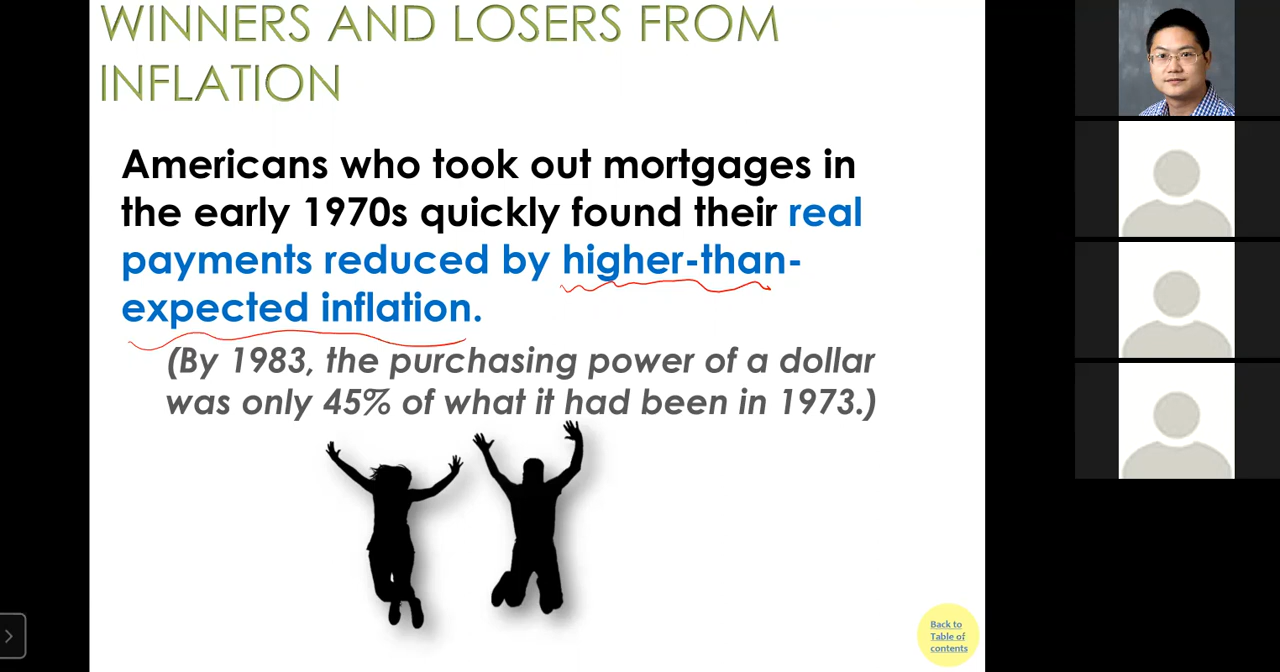 WINNERS AND LOSERS FROM
INFLATION
Americans who took out mortgages in
the early 1970s quickly found their real
payments reduced by higher-than-
expected inflation.
(By 1983, the purchasing power of a dollar
was only 45% of what it had been in 1973.)
Back to
Table of
contents